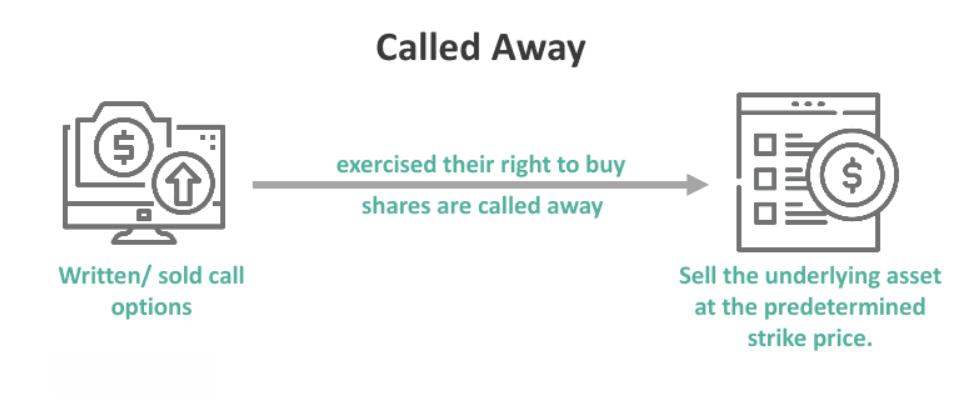 Called Away
exercised their right to buy
shares are called away
Written/ sold call
options
Sell the underlying asset
at the predetermined
strike price.